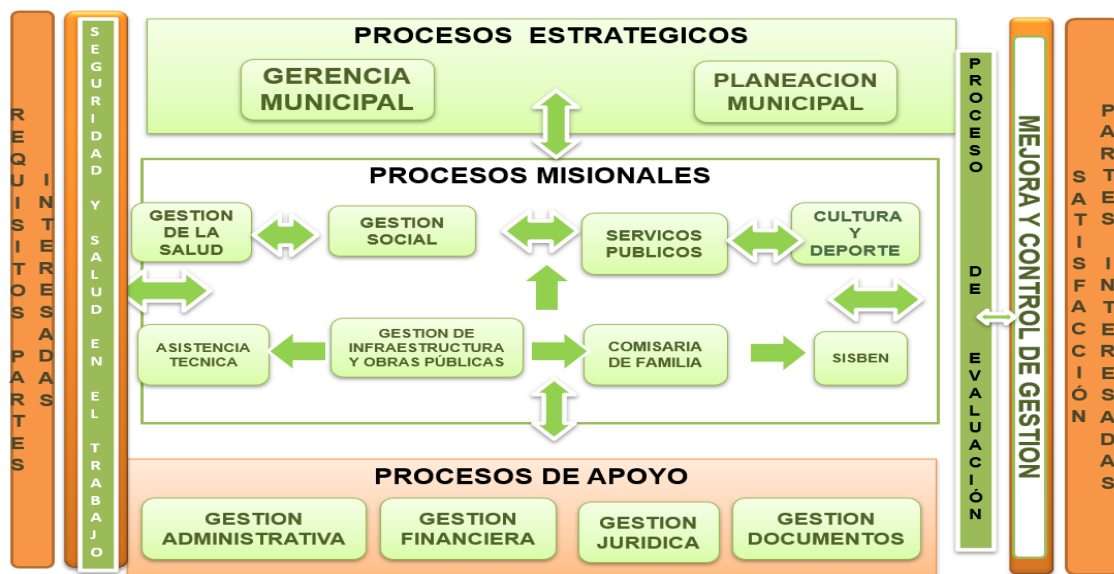 REQUISITOS PARTES
INTERESADAS
SEGURIDAD Y SALUD EN EL TRABAJO
PROCESOS ESTRATEGICOS
GERENCIA
MUNICIPAL
PLANEACION
MUNICIPAL
PROCESOS MISIONALES
GESTION
DE LA
SALUD
GESTION
SOCIAL
SERVICOS
PUBLICOS
CULTURA
Y
DEPORTE
ASISTENCIA
TECNICA
GESTION DE
INFRAESTRUCTURA
Y OBRAS PÚBLICAS
COMISARIA
DE FAMILIA
SISBEN
PROCESOS DE APOYO
GESTION
ADMINISTRATIVA
GESTION
FINANCIERA
GESTION
JURIDICA
GESTION
DOCUMENTOS
PROCESO DE EVALUACIÓN
MEJORA Y CONTROL DE GESTION
SATISFACCIÓN
PARTES INTERESADAS